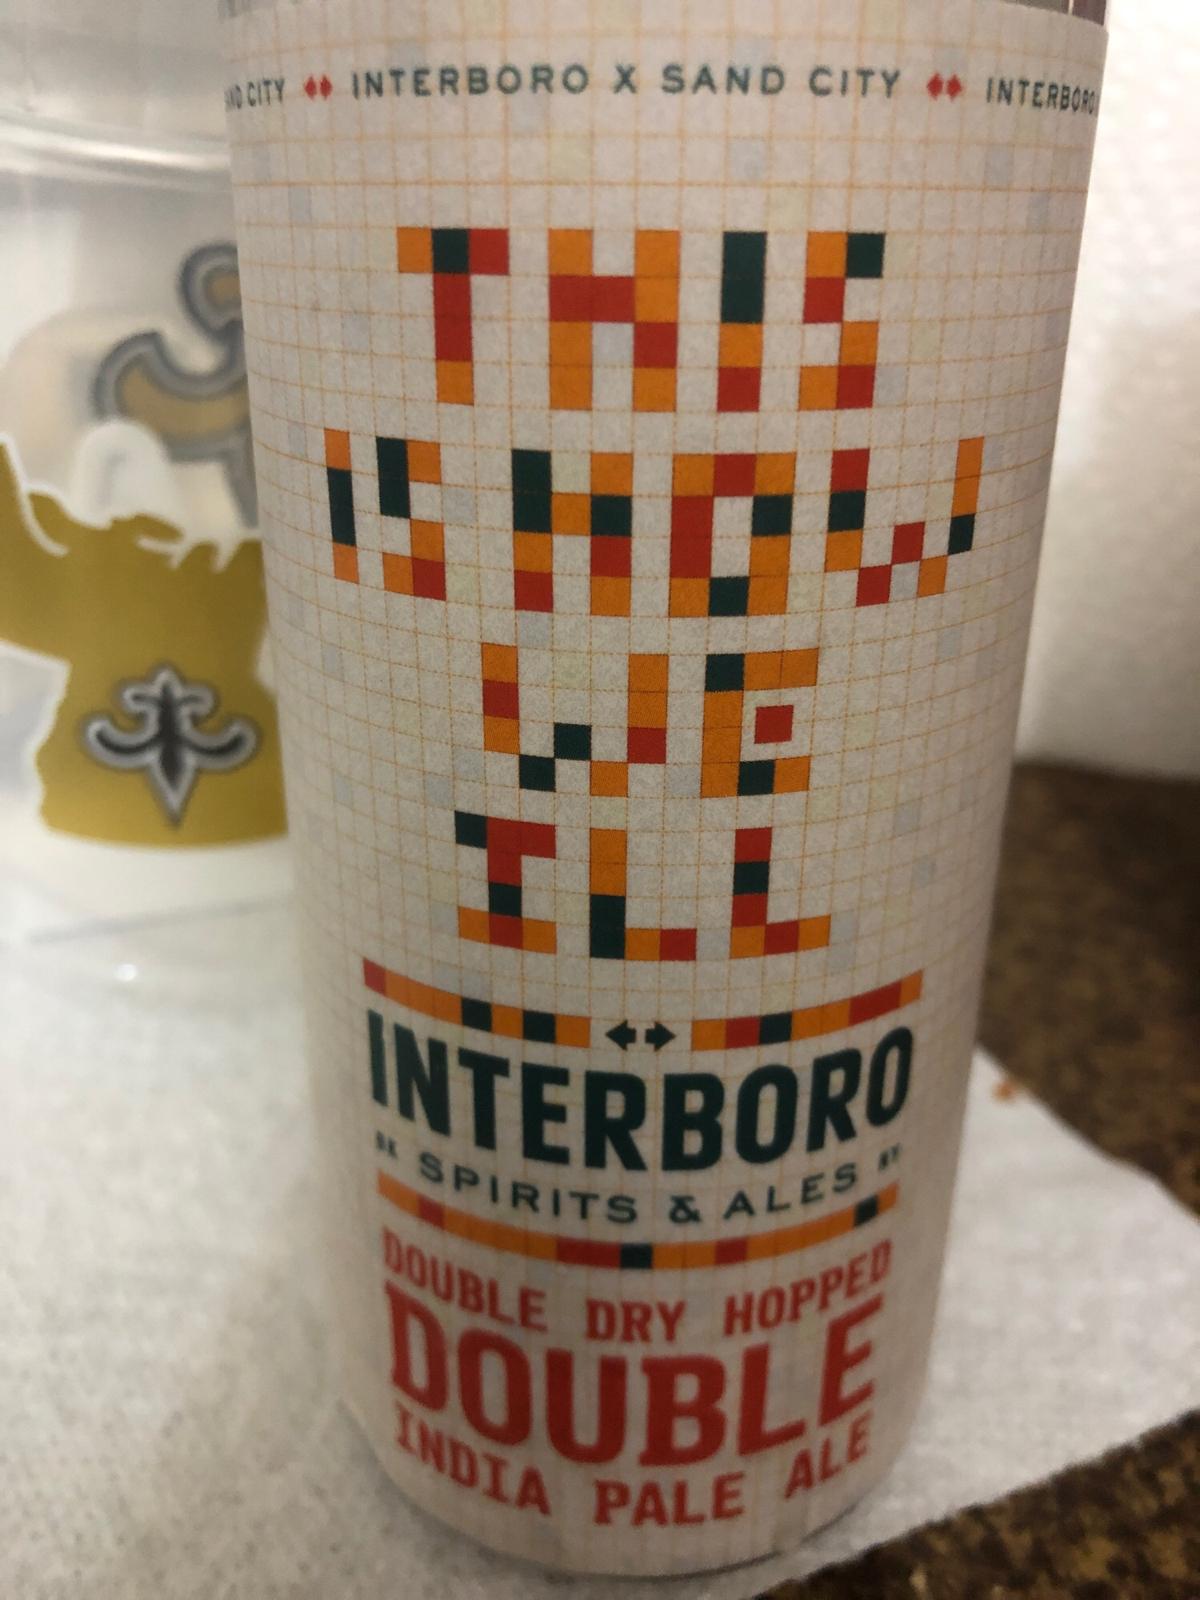 AND CITY INTERBORO X SAND CITY INTERBORO
THIS
IS HOW
WE
ILL
INTERBORO
BK SPIRITS & ALES NY
DOUBLE DRY HOPPED
DOUBLE
INDIA PALE ALE